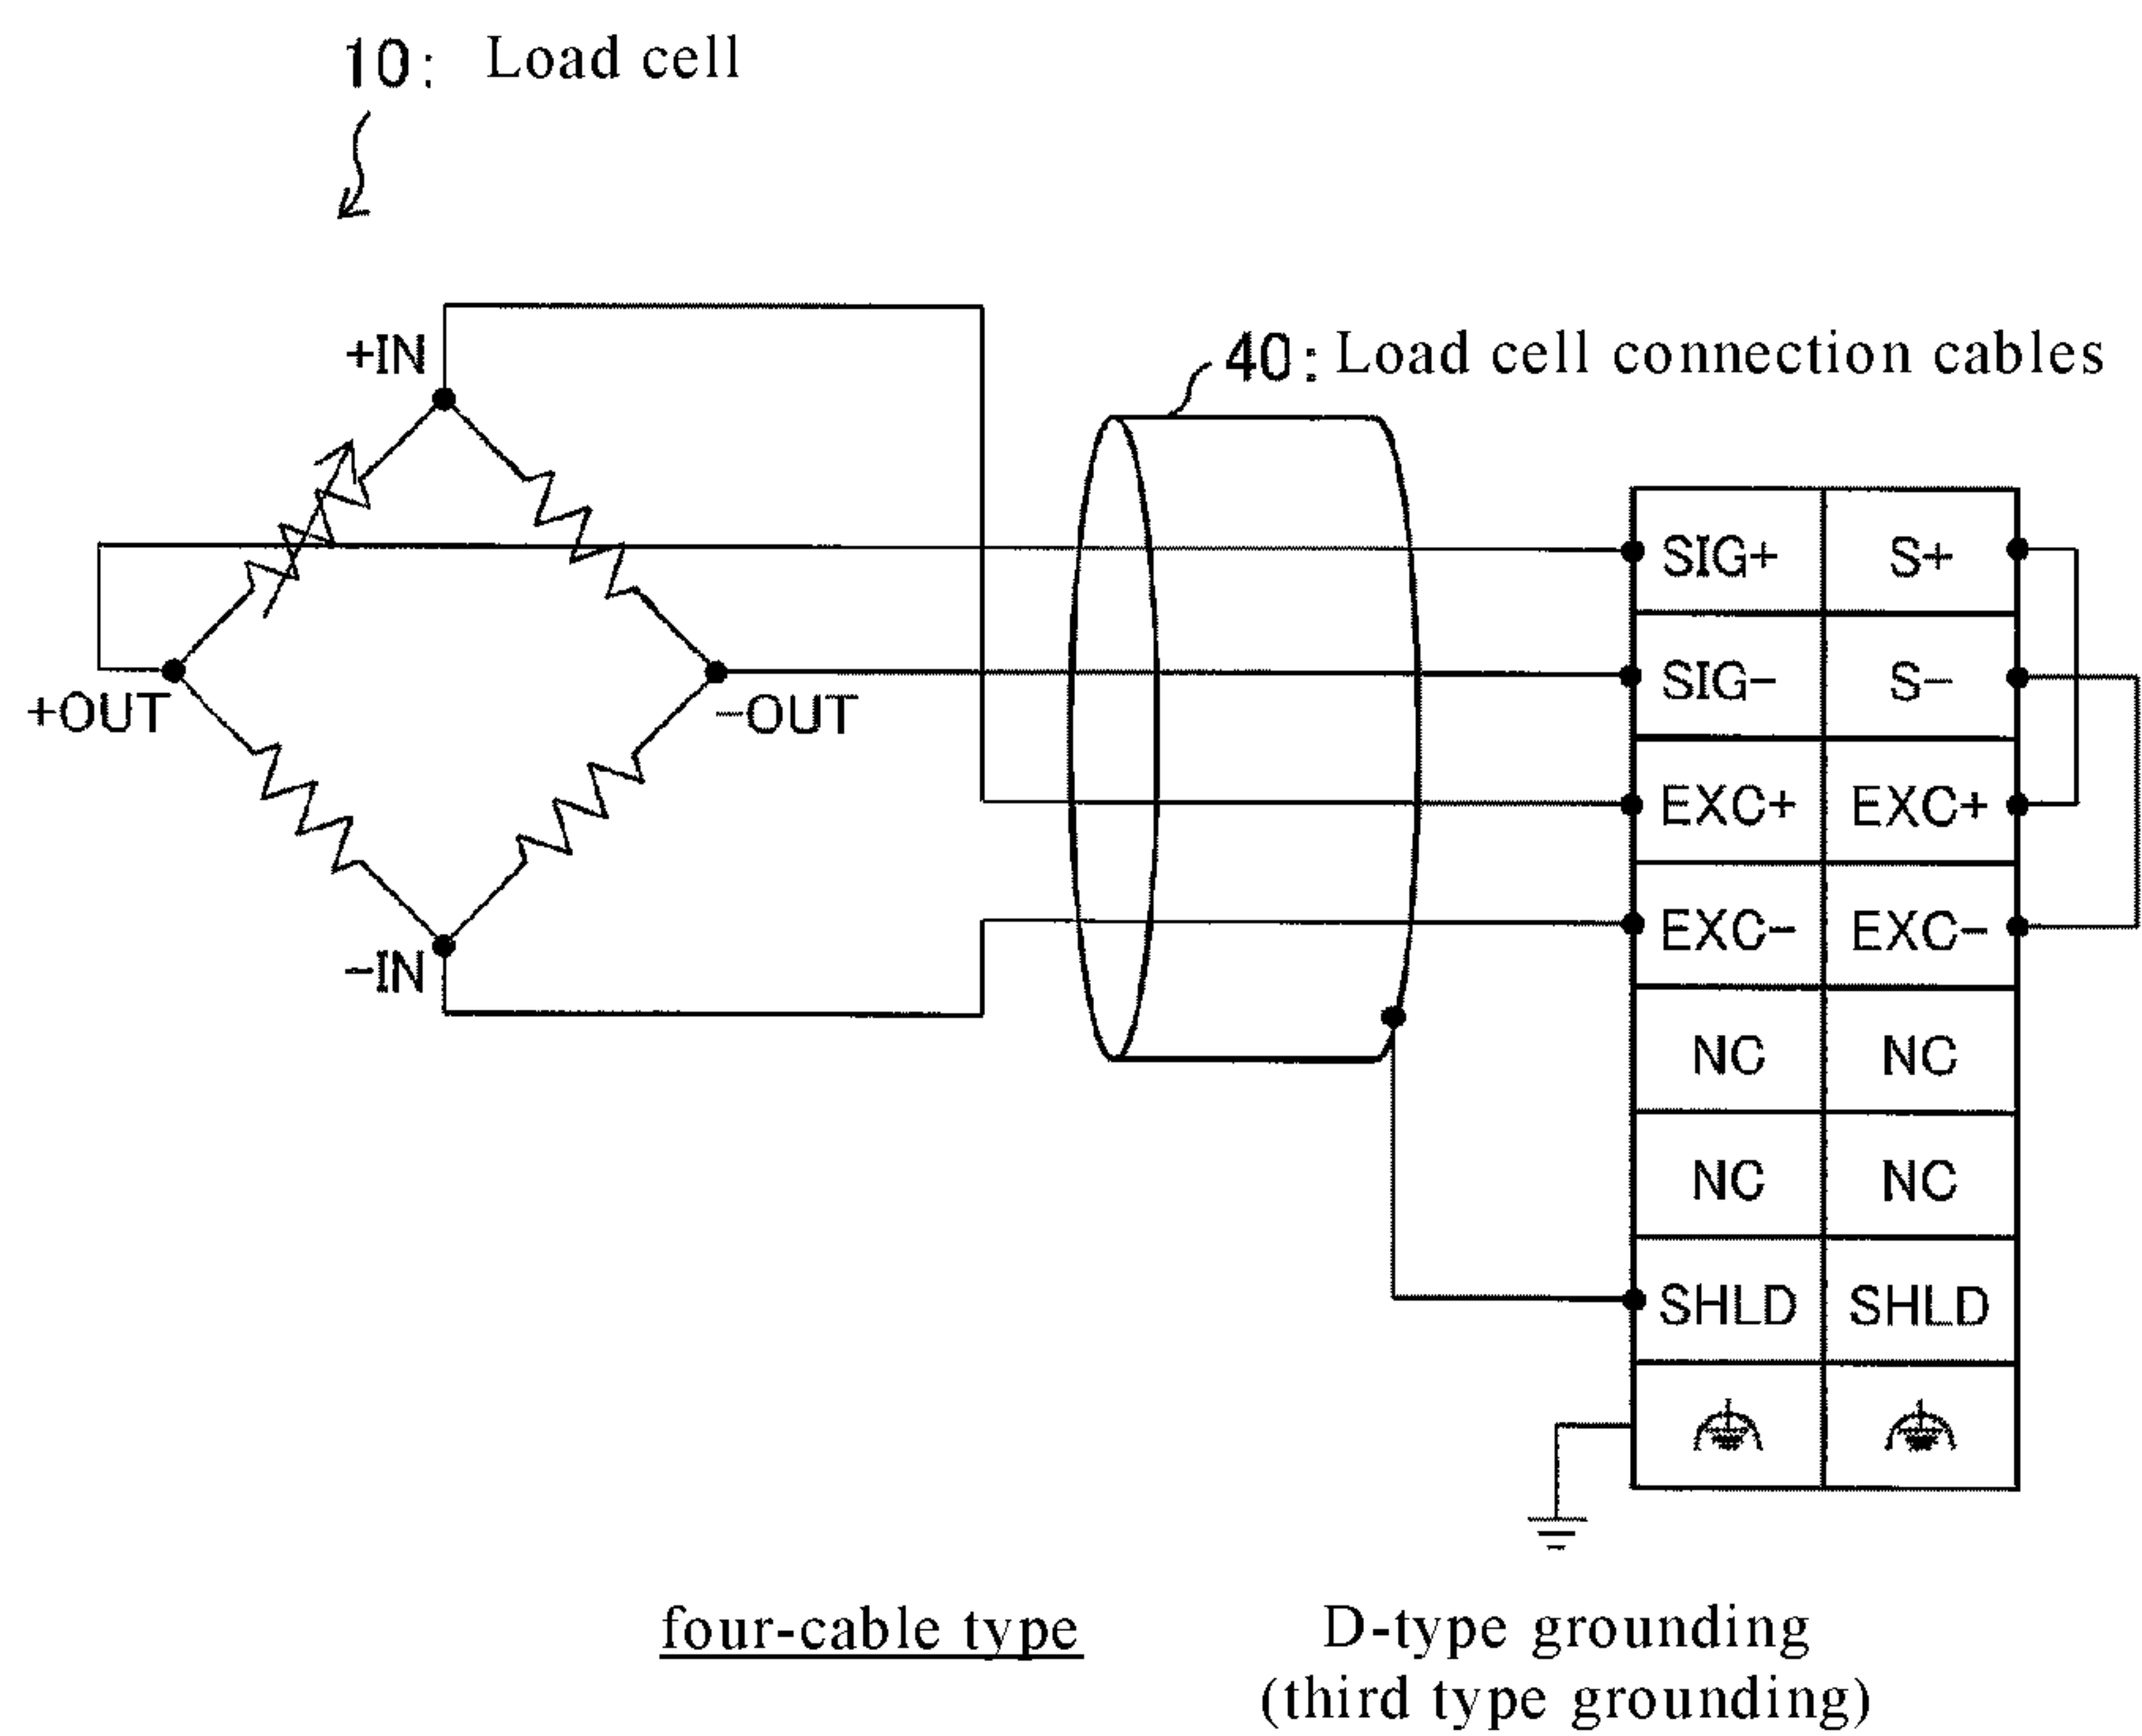 10: Load cell
+IN
40: Load cell connection cables
SIG+ S+
SIG- S-
+OUT
-OUT
EXC+ EXC+
EXC- EXC-
-IN
NC NC
NC NC
SHLD SHLD
four-cable type
D-type grounding
(third type grounding)